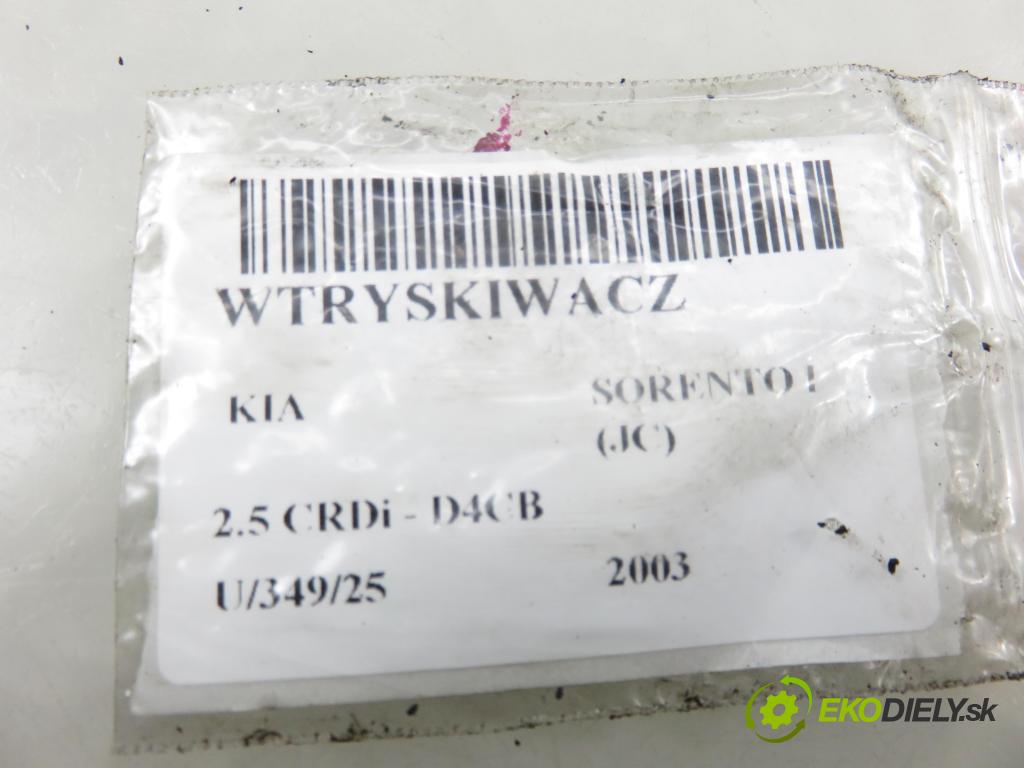 WTRYSKIWACZ
KIA
SORENTO I
(JC)
2.5 CRDi - D4CB
U/349/25
2003
EKODIELY.sk